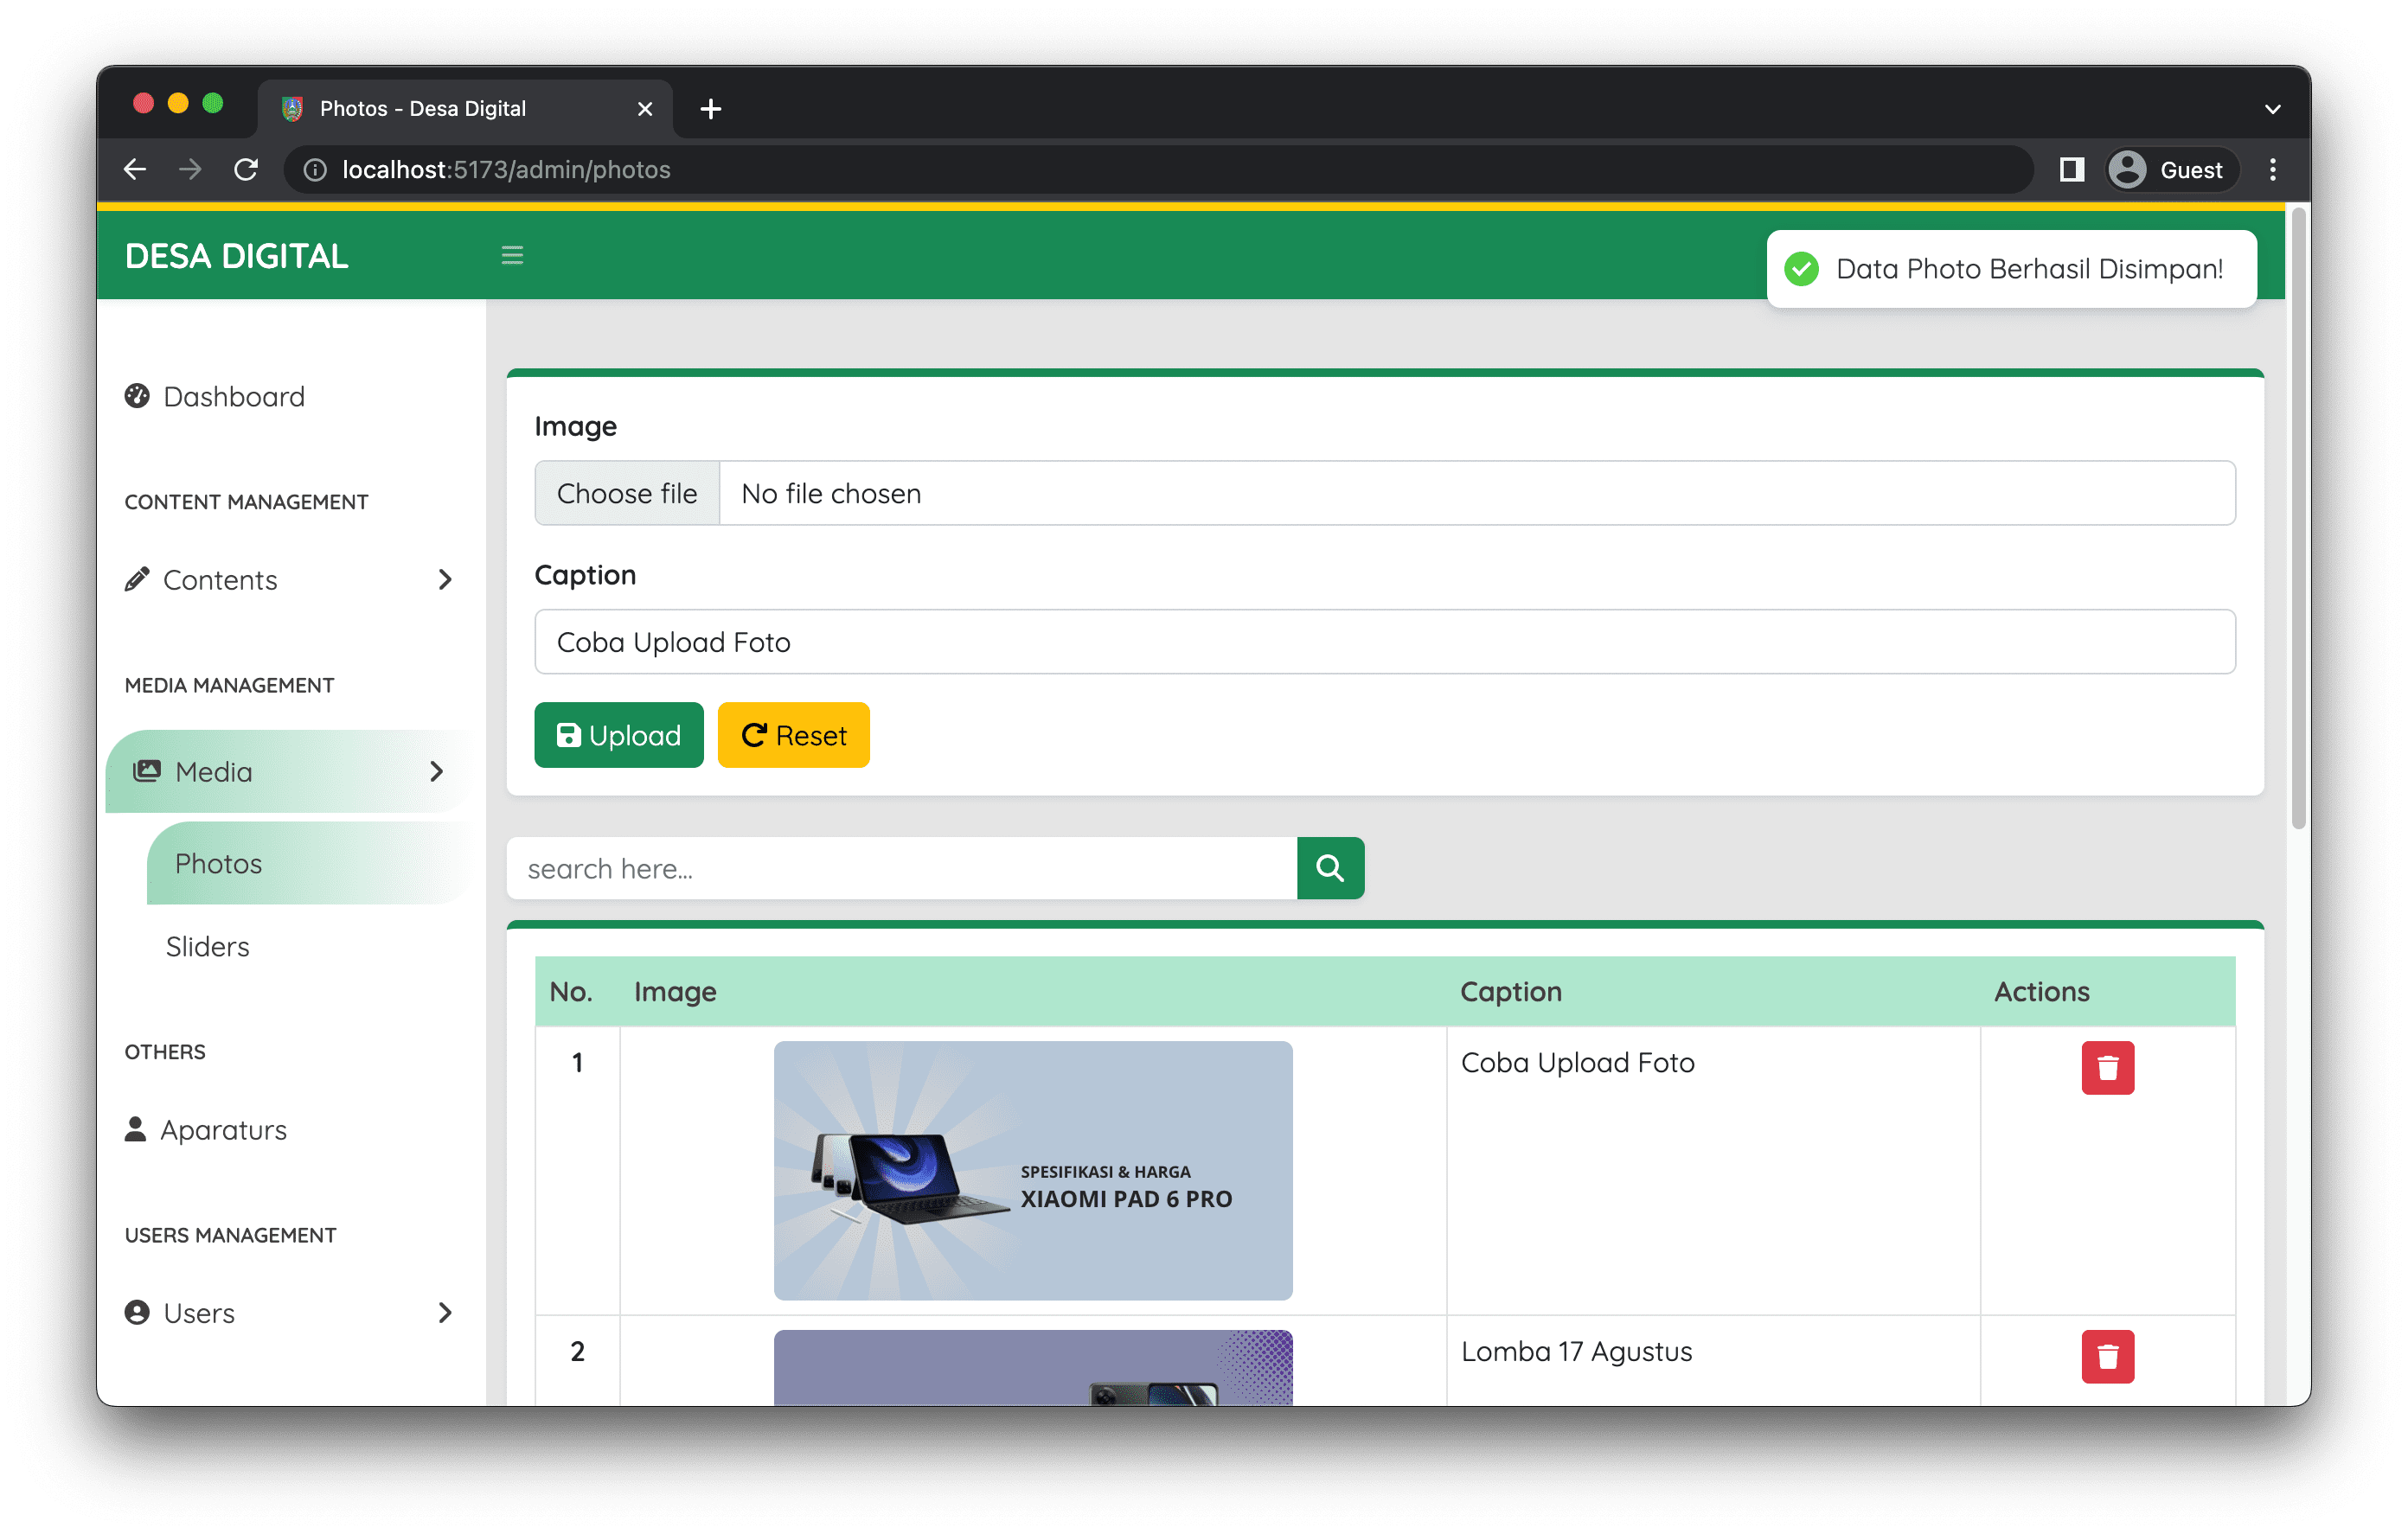 Photos - Desa Digital
localhost:5173/admin/photos
Guest
DESA DIGITAL
Data Photo Berhasil Disimpan!
Dashboard
CONTENT MANAGEMENT
Contents
MEDIA MANAGEMENT
Media
Photos
Sliders
OTHERS
Aparaturs
USERS MANAGEMENT
Users
Image
Choose file No file chosen
Caption
Coba Upload Foto
Upload Reset
search here...
No. Image Caption Actions
1 Coba Upload Foto
SPESIFIKASI & HARGA
XIAOMI PAD 6 PRO
2 Lomba 17 Agustus